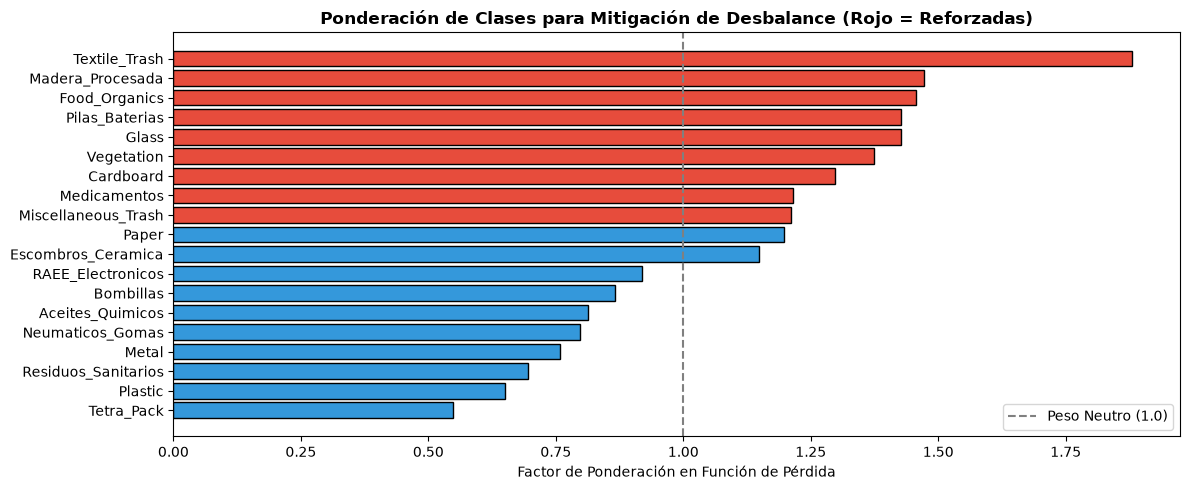 Ponderación de Clases para Mitigación de Desbalance (Rojo = Reforzadas)
Textile_Trash
Madera_Procesada
Food_Organics
Pilas_Baterias
Glass
Vegetation
Cardboard
Medicamentos
Miscellaneous_Trash
Paper
Escombros_Ceramica
RAEE_Electronicos
Bombillas
Aceites_Quimicos
Neumaticos_Gomas
Metal
Residuos_Sanitarios
Plastic
Tetra_Pack
Peso Neutro (1.0)
0.00 0.25 0.50 0.75 1.00 1.25 1.50 1.75
Factor de Ponderación en Función de Pérdida